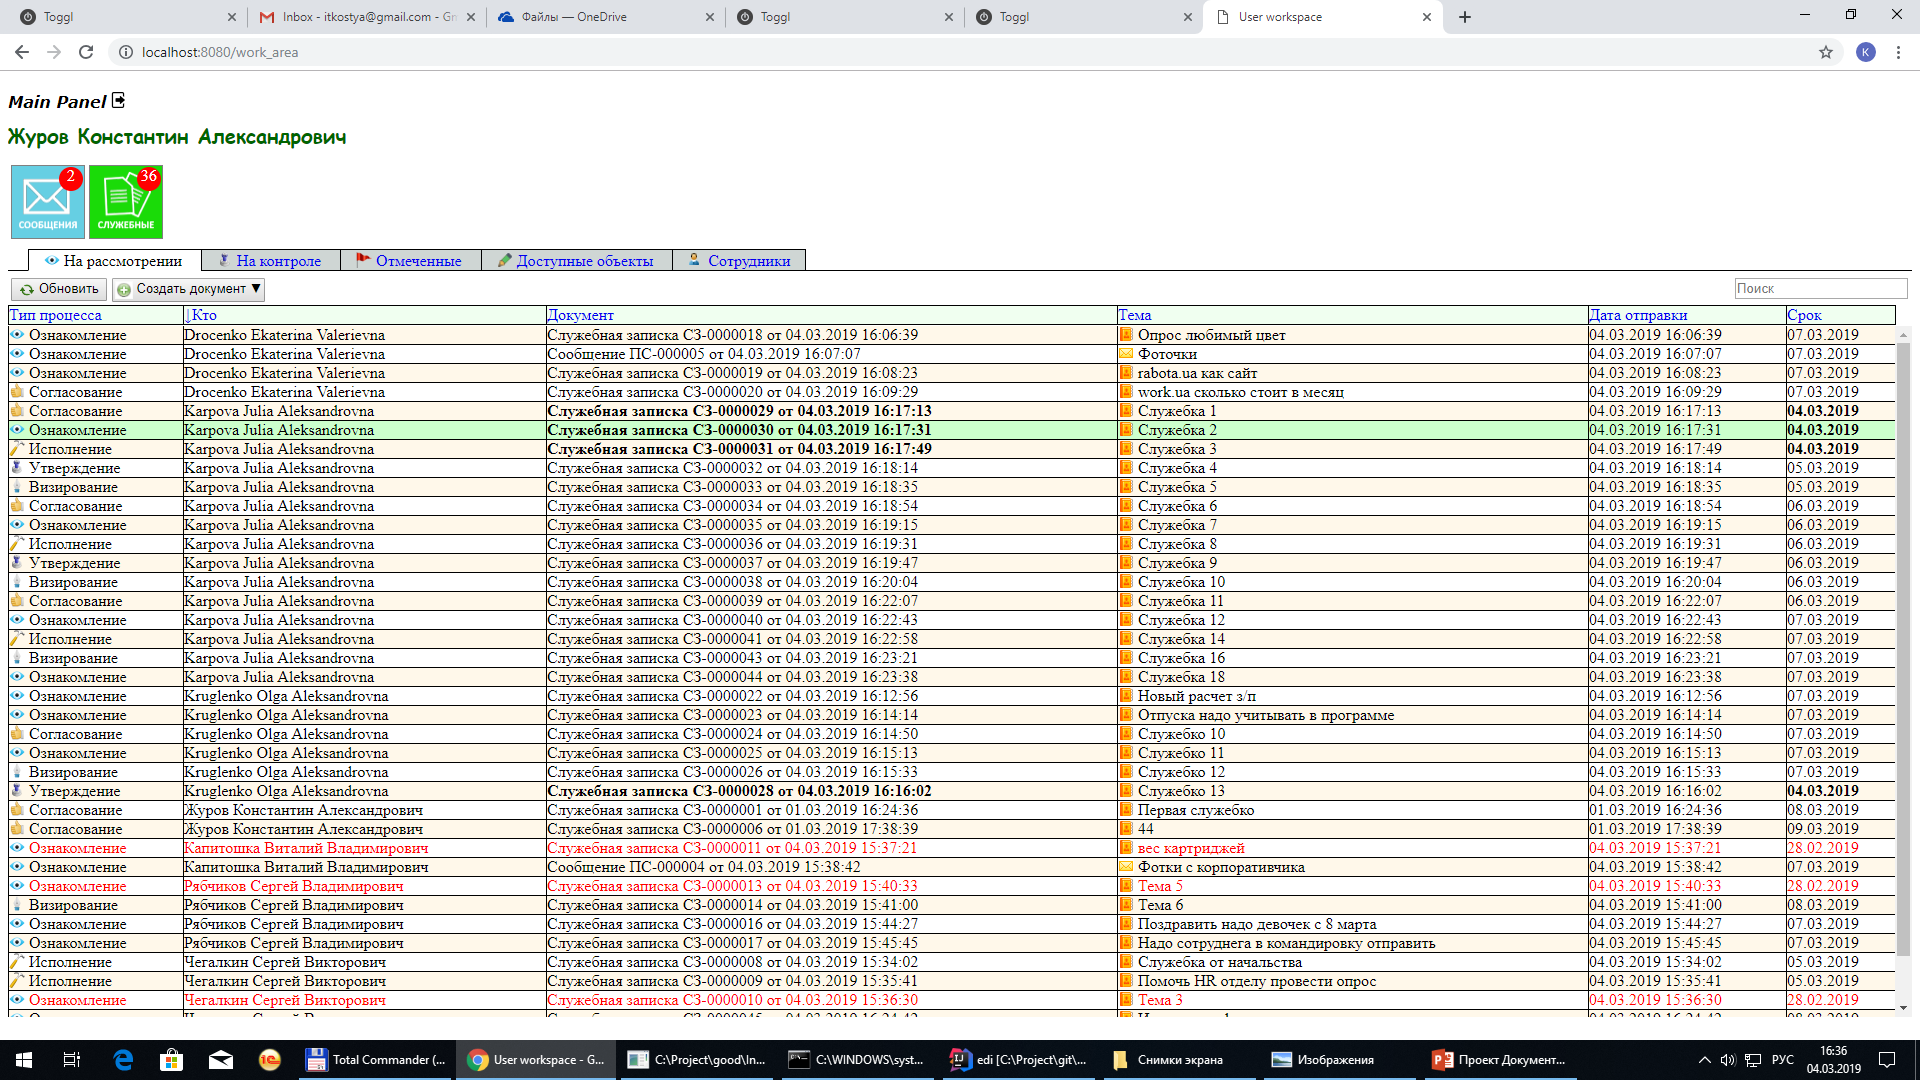 Toggl
Inbox - itkostya@gmail.com - Gm
Файлы — OneDrive
Toggl
Toggl
User workspace
localhost:8080/work_area
K
Main Panel
Журов Константин Александрович
2
СООБЩЕНИЯ
36
СЛУЖЕБНЫЕ
На рассмотрении
На контроле
Отмеченные
Доступные объекты
Сотрудники
Обновить
Создать документ ▼
Поиск
Тип процесса ↓Кто Документ Тема Дата отправки Срок
Ознакомление Drocenko Ekaterina Valerievna Служебная записка СЗ-0000018 от 04.03.2019 16:06:39 Опрос любимый цвет 04.03.2019 16:06:39 07.03.2019
Ознакомление Drocenko Ekaterina Valerievna Сообщение ПС-000005 от 04.03.2019 16:07:07 Фоточки 04.03.2019 16:07:07 07.03.2019
Ознакомление Drocenko Ekaterina Valerievna Служебная записка СЗ-0000019 от 04.03.2019 16:08:23 rabota.ua как сайт 04.03.2019 16:08:23 07.03.2019
Согласование Drocenko Ekaterina Valerievna Служебная записка СЗ-0000020 от 04.03.2019 16:09:29 work.ua сколько стоит в месяц 04.03.2019 16:09:29 07.03.2019
Согласование Karpova Julia Aleksandrovna Служебная записка СЗ-0000029 от 04.03.2019 16:17:13 Служебка 1 04.03.2019 16:17:13 04.03.2019
Ознакомление Karpova Julia Aleksandrovna Служебная записка СЗ-0000030 от 04.03.2019 16:17:31 Служебка 2 04.03.2019 16:17:31 04.03.2019
Исполнение Karpova Julia Aleksandrovna Служебная записка СЗ-0000031 от 04.03.2019 16:17:49 Служебка 3 04.03.2019 16:17:49 04.03.2019
Утверждение Karpova Julia Aleksandrovna Служебная записка СЗ-0000032 от 04.03.2019 16:18:14 Служебка 4 04.03.2019 16:18:14 05.03.2019
Визирование Karpova Julia Aleksandrovna Служебная записка СЗ-0000033 от 04.03.2019 16:18:35 Служебка 5 04.03.2019 16:18:35 05.03.2019
Согласование Karpova Julia Aleksandrovna Служебная записка СЗ-0000034 от 04.03.2019 16:18:54 Служебка 6 04.03.2019 16:18:54 06.03.2019
Ознакомление Karpova Julia Aleksandrovna Служебная записка СЗ-0000035 от 04.03.2019 16:19:15 Служебка 7 04.03.2019 16:19:15 06.03.2019
Исполнение Karpova Julia Aleksandrovna Служебная записка СЗ-0000036 от 04.03.2019 16:19:31 Служебка 8 04.03.2019 16:19:31 06.03.2019
Утверждение Karpova Julia Aleksandrovna Служебная записка СЗ-0000037 от 04.03.2019 16:19:47 Служебка 9 04.03.2019 16:19:47 06.03.2019
Визирование Karpova Julia Aleksandrovna Служебная записка СЗ-0000038 от 04.03.2019 16:20:04 Служебка 10 04.03.2019 16:20:04 06.03.2019
Согласование Karpova Julia Aleksandrovna Служебная записка СЗ-0000039 от 04.03.2019 16:22:07 Служебка 11 04.03.2019 16:22:07 06.03.2019
Ознакомление Karpova Julia Aleksandrovna Служебная записка СЗ-0000040 от 04.03.2019 16:22:43 Служебка 12 04.03.2019 16:22:43 07.03.2019
Исполнение Karpova Julia Aleksandrovna Служебная записка СЗ-0000041 от 04.03.2019 16:22:58 Служебка 14 04.03.2019 16:22:58 07.03.2019
Визирование Karpova Julia Aleksandrovna Служебная записка СЗ-0000043 от 04.03.2019 16:23:21 Служебка 16 04.03.2019 16:23:21 07.03.2019
Ознакомление Karpova Julia Aleksandrovna Служебная записка СЗ-0000044 от 04.03.2019 16:23:38 Служебка 18 04.03.2019 16:23:38 07.03.2019
Ознакомление Kruglenko Olga Aleksandrovna Служебная записка СЗ-0000022 от 04.03.2019 16:12:56 Новый расчет з/п 04.03.2019 16:12:56 07.03.2019
Ознакомление Kruglenko Olga Aleksandrovna Служебная записка СЗ-0000023 от 04.03.2019 16:14:14 Отпуска надо учитывать в программе 04.03.2019 16:14:14 07.03.2019
Согласование Kruglenko Olga Aleksandrovna Служебная записка СЗ-0000024 от 04.03.2019 16:14:50 Служебко 10 04.03.2019 16:14:50 07.03.2019
Ознакомление Kruglenko Olga Aleksandrovna Служебная записка СЗ-0000025 от 04.03.2019 16:15:13 Служебко 11 04.03.2019 16:15:13 07.03.2019
Визирование Kruglenko Olga Aleksandrovna Служебная записка СЗ-0000026 от 04.03.2019 16:15:33 Служебко 12 04.03.2019 16:15:33 07.03.2019
Утверждение Kruglenko Olga Aleksandrovna Служебная записка СЗ-0000028 от 04.03.2019 16:16:02 Служебко 13 04.03.2019 16:16:02 04.03.2019
Согласование Журов Константин Александрович Служебная записка СЗ-0000001 от 01.03.2019 16:24:36 Первая служебко 01.03.2019 16:24:36 08.03.2019
Согласование Журов Константин Александрович Служебная записка СЗ-0000006 от 01.03.2019 17:38:39 44 01.03.2019 17:38:39 09.03.2019
Ознакомление Капитошка Виталий Владимирович Служебная записка СЗ-0000011 от 04.03.2019 15:37:21 вес картриджей 04.03.2019 15:37:21 28.02.2019
Ознакомление Капитошка Виталий Владимирович Сообщение ПС-000004 от 04.03.2019 15:38:42 Фотки с корпоративчика 04.03.2019 15:38:42 07.03.2019
Ознакомление Рябчиков Сергей Владимирович Служебная записка СЗ-0000013 от 04.03.2019 15:40:33 Тема 5 04.03.2019 15:40:33 28.02.2019
Визирование Рябчиков Сергей Владимирович Служебная записка СЗ-0000014 от 04.03.2019 15:41:00 Тема 6 04.03.2019 15:41:00 08.03.2019
Ознакомление Рябчиков Сергей Владимирович Служебная записка СЗ-0000016 от 04.03.2019 15:44:27 Поздравить надо девочек с 8 марта 04.03.2019 15:44:27 07.03.2019
Ознакомление Рябчиков Сергей Владимирович Служебная записка СЗ-0000017 от 04.03.2019 15:45:45 Надо сотруднега в командировку отправить 04.03.2019 15:45:45 07.03.2019
Исполнение Чегалкин Сергей Викторович Служебная записка СЗ-0000008 от 04.03.2019 15:34:02 Служебка от начальства 04.03.2019 15:34:02 05.03.2019
Исполнение Чегалкин Сергей Викторович Служебная записка СЗ-0000009 от 04.03.2019 15:35:41 Помочь HR отделу провести опрос 04.03.2019 15:35:41 05.03.2019
Ознакомление Чегалкин Сергей Викторович Служебная записка СЗ-0000010 от 04.03.2019 15:36:30 Тема 3 04.03.2019 15:36:30 28.02.2019
Total Commander (...
User workspace - G...
C:\Project\good\In...
C:\WINDOWS\syst...
edi [C:\Project\git\...
Снимки экрана
Изображения
Проект Документ...
РУС
16:36
04.03.2019